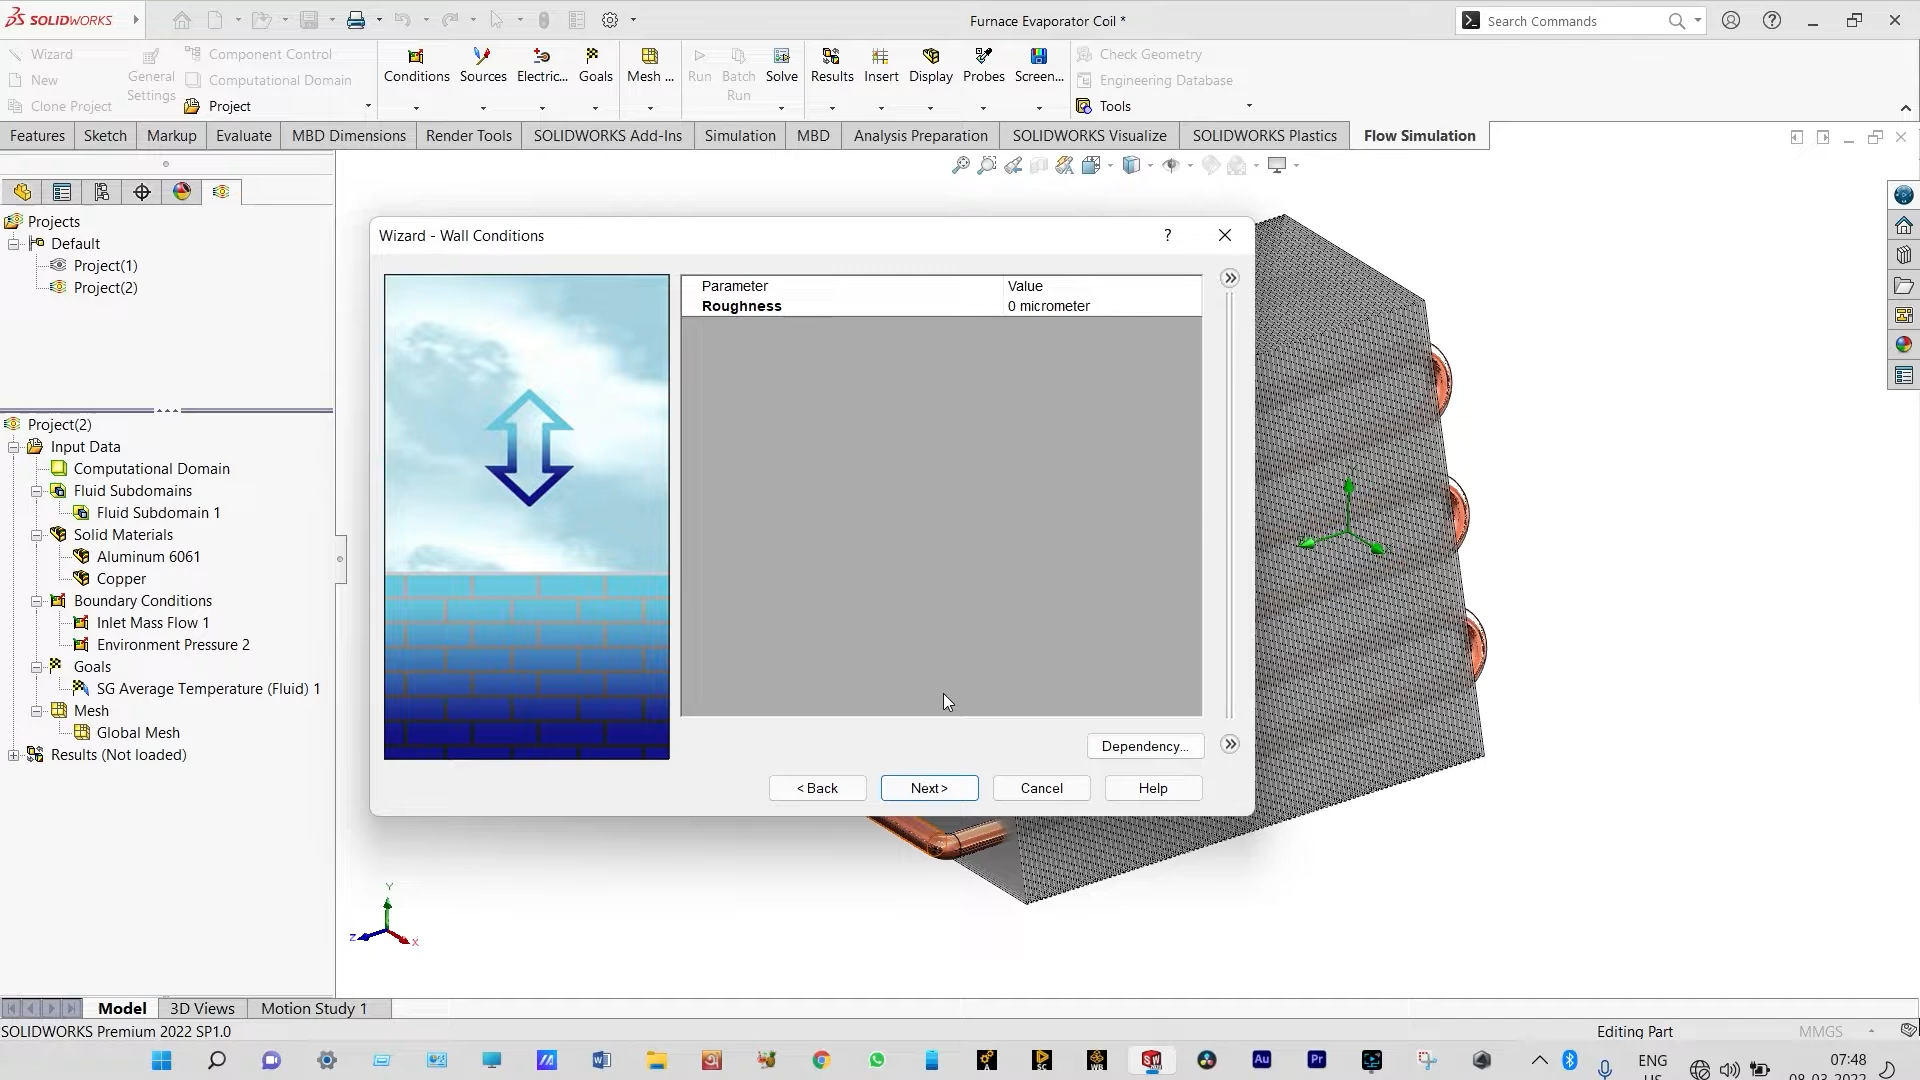 SOLIDWORKS
Furnace Evaporator Coil *
Search Commands
Wizard
New
Clone Project
General Settings
Component Control
Computational Domain
Project
Conditions
Sources
Electric...
Goals
Mesh ...
Run
Batch Run
Solve
Results
Insert
Display
Probes
Screen...
Check Geometry
Engineering Database
Tools
Features
Sketch
Markup
Evaluate
MBD Dimensions
Render Tools
SOLIDWORKS Add-Ins
Simulation
MBD
Analysis Preparation
SOLIDWORKS Visualize
SOLIDWORKS Plastics
Flow Simulation
Projects
Default
Project(1)
Project(2)
Project(2)
Input Data
Computational Domain
Fluid Subdomains
Fluid Subdomain 1
Solid Materials
Aluminum 6061
Copper
Boundary Conditions
Inlet Mass Flow 1
Environment Pressure 2
Goals
SG Average Temperature (Fluid) 1
Mesh
Global Mesh
Results (Not loaded)
Wizard - Wall Conditions
?
Parameter Value
Roughness 0 micrometer
Dependency...
< Back
Next >
Cancel
Help
Y
Z
X
Model
3D Views
Motion Study 1
SOLIDWORKS Premium 2022 SP1.0
Editing Part
MMGS
ENG
07:48